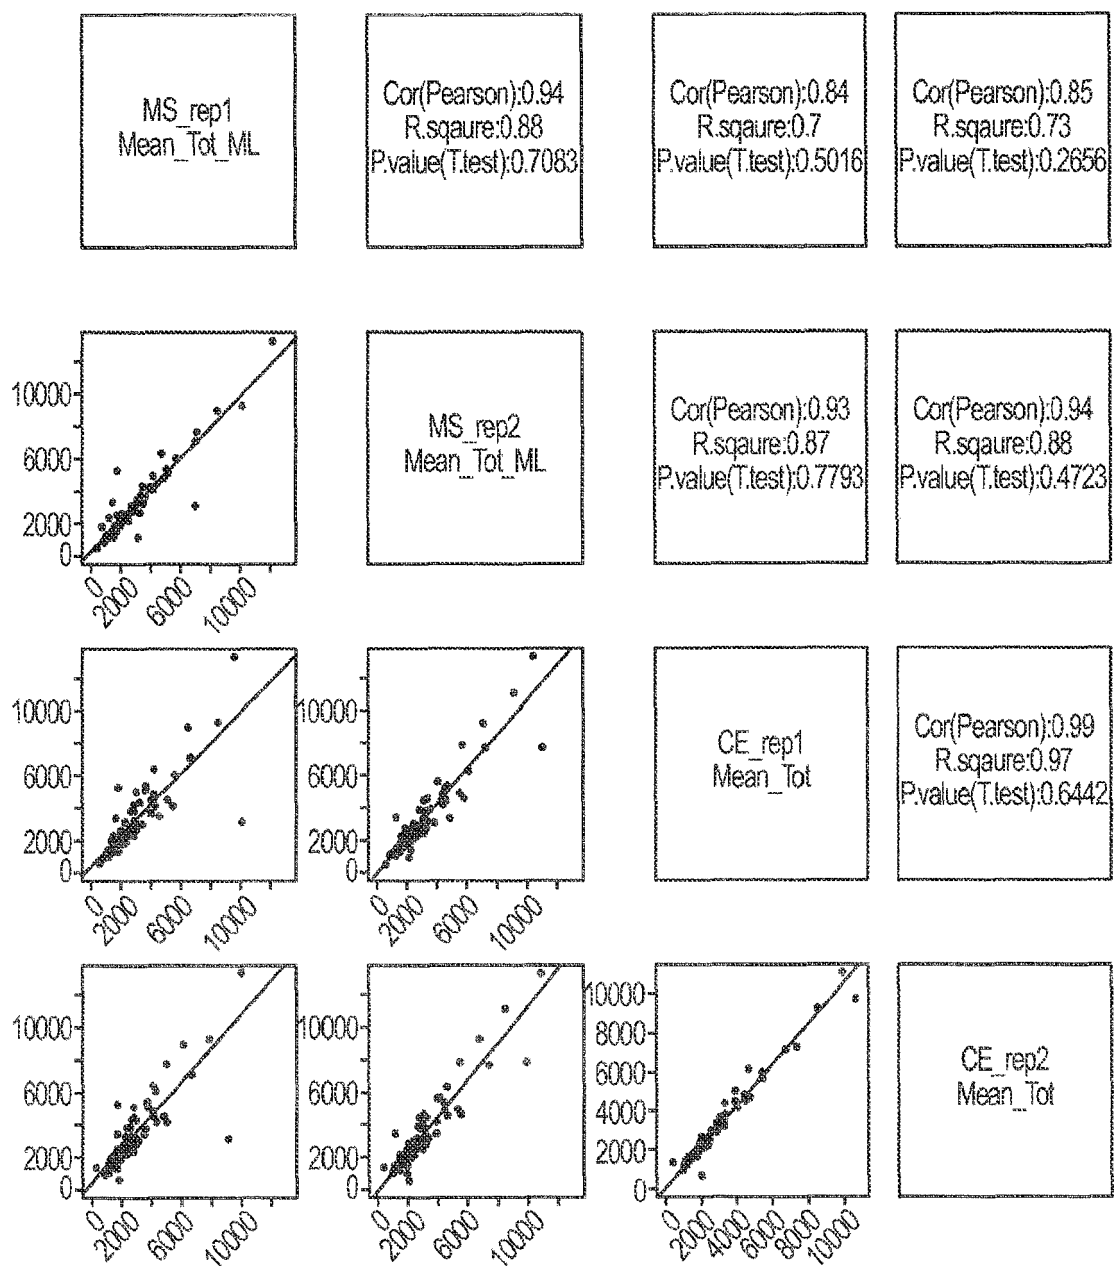 MS_rep1
Mean_Tot_ML
Cor(Pearson):0.94
R.sqaure:0.88
P.value(T.test):0.7083
Cor(Pearson):0.84
R.sqaure:0.7
P.value(T.test):0.5016
Cor(Pearson):0.85
R.sqaure:0.73
P.value(T.test):0.2656
10000
6000
2000
0
0
2000
6000
10000
MS_rep2
Mean_Tot_ML
Cor(Pearson):0.93
R.sqaure:0.87
P.value(T.test):0.7793
Cor(Pearson):0.94
R.sqaure:0.88
P.value(T.test):0.4723
10000
6000
2000
0
0
2000
6000
10000
10000
6000
2000
0
0
2000
6000
10000
CE_rep1
Mean_Tot
Cor(Pearson):0.99
R.sqaure:0.97
P.value(T.test):0.6442
10000
6000
2000
0
0
2000
6000
10000
10000
6000
2000
0
0
2000
6000
10000
10000
8000
6000
4000
2000
0
0
2000
4000
6000
8000
10000
CE_rep2
Mean_Tot